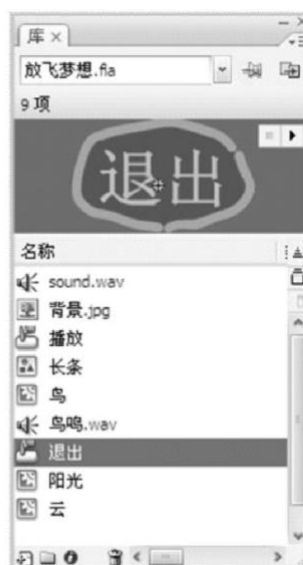 库 ×
放飞梦想.fla
9 项
退出
名称
sound.wav
背景.jpg
播放
长条
鸟
鸟鸣.wav
退出
阳光
云